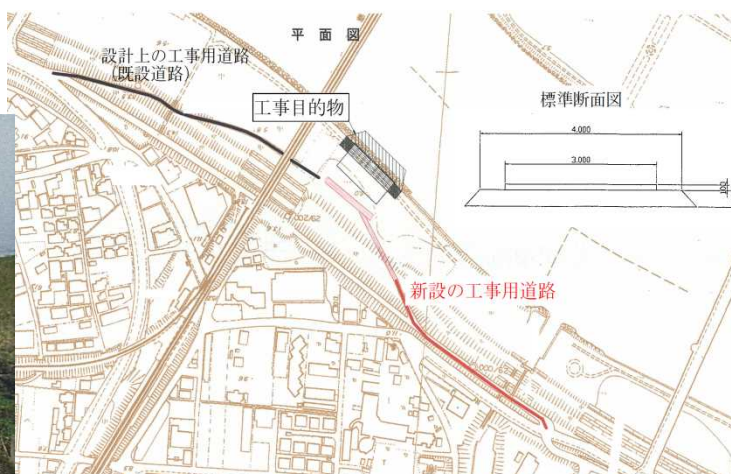 平面図
設計上の工事用道路
(既設道路)
工事目的物
標準断面図
4.000
3.000
新設の工事用道路